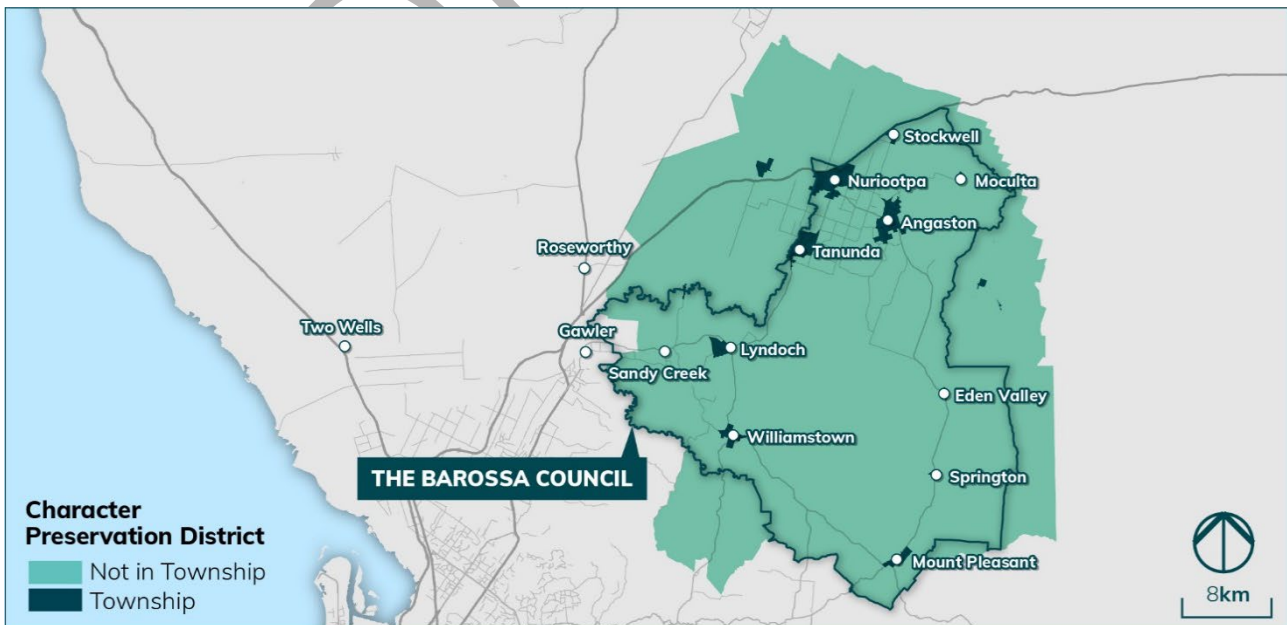 Stockwell
Nuriootpa
Moculta
Angaston
Roseworthy
Tanunda
Two Wells
Gawler
Sandy Creek
Lyndoch
Eden Valley
Williamstown
THE BAROSSA COUNCIL
Springton
Character
Preservation District
Not in Township
Township
Mount Pleasant
8km